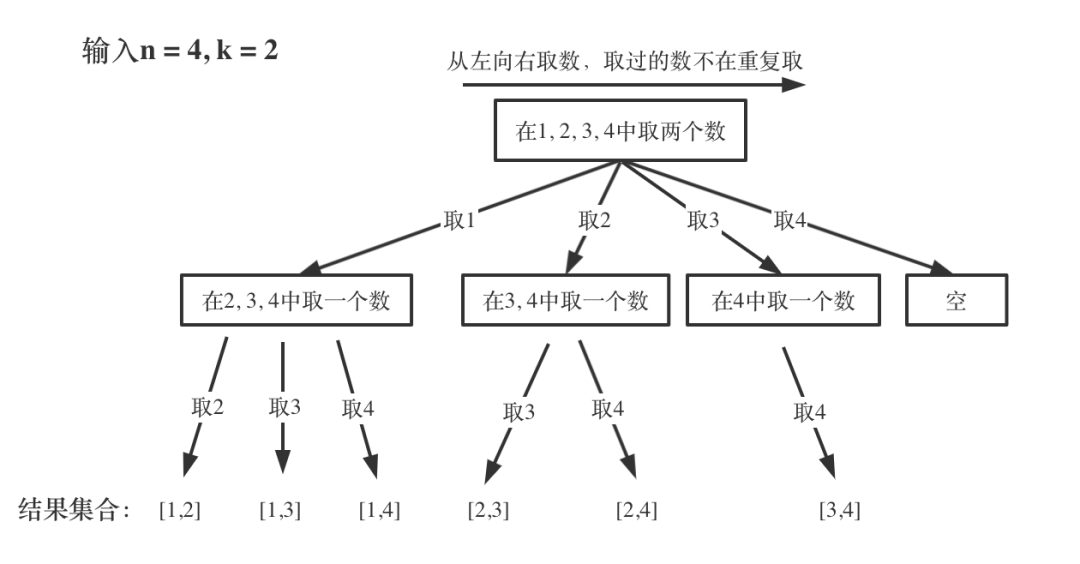 输入n = 4, k = 2
从左向右取数，取过的数不在重复取
在1, 2, 3, 4中取两个数
取1
取2
取3
取4
在2, 3, 4中取一个数
在3, 4中取一个数
在4中取一个数
空
取2
取3
取4
取3
取4
取4
结果集合： [1,2] [1,3] [1,4] [2,3] [2,4] [3,4]